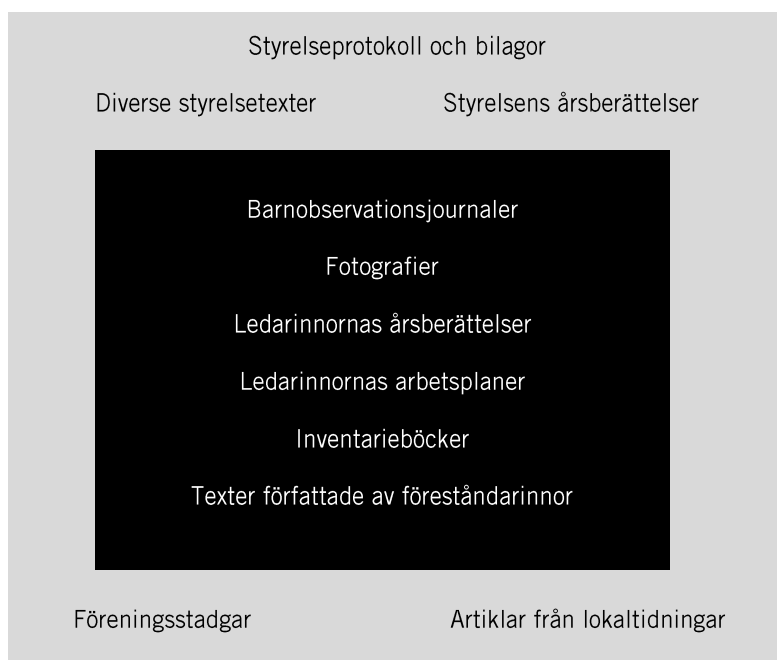 Styrelseprotokoll och bilagor
Diverse styrelsetexter
Styrelsens årsberättelser
Barnobservationsjournaler
Fotografier
Ledarinnornas årsberättelser
Ledarinnornas arbetsplaner
Inventarieböcker
Texter författade av föreståndarinnor
Föreningsstadgar
Artiklar från lokaltidningar